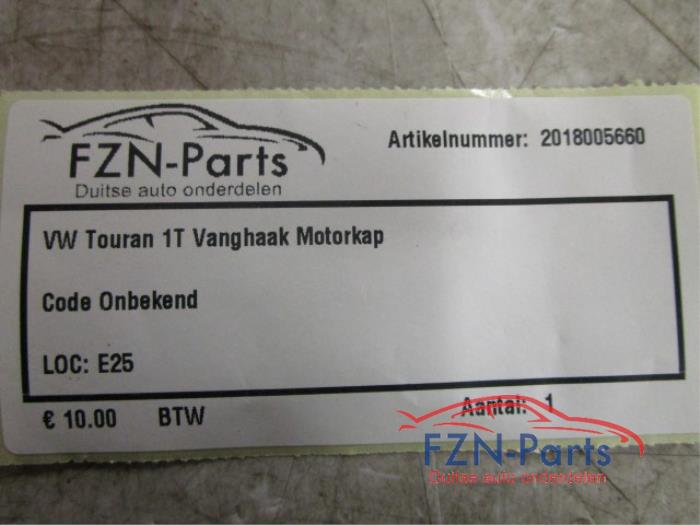 FZN-Parts
Duitse auto onderdelen
Artikelnummer: 2018005660
VW Touran 1T Vanghaak Motorkap
Code Onbekend
LOC: E25
€ 10.00 BTW
Aantal: 1
FZN-Parts
Duitse auto onderdelen